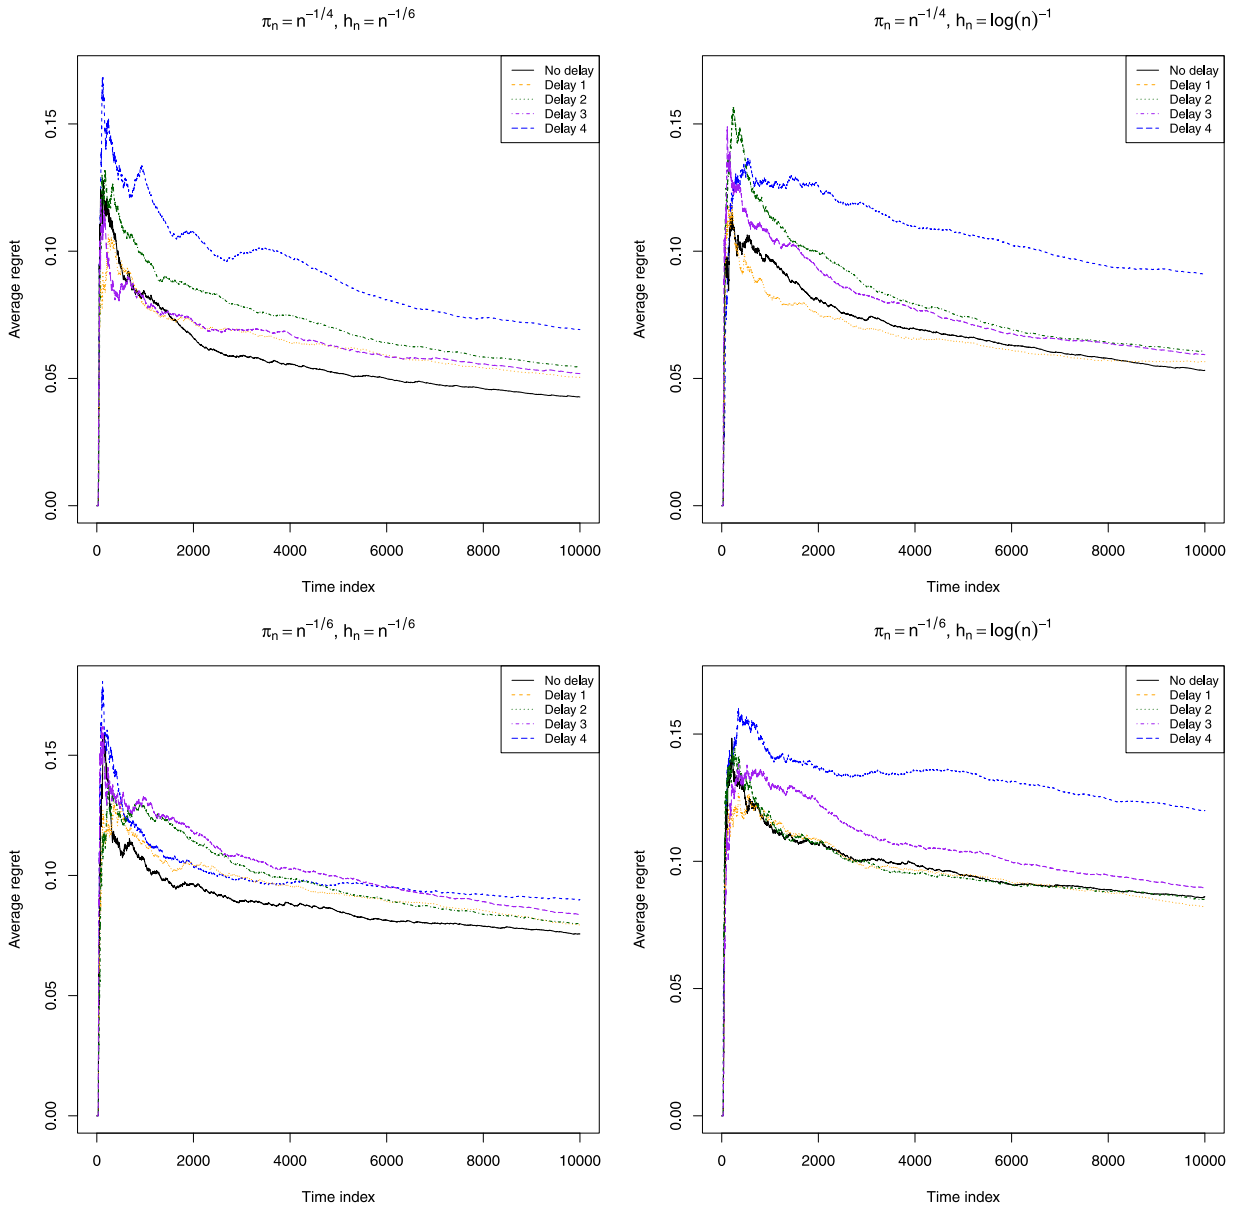 πₙ = n⁻¹/⁴, hₙ = n⁻¹/⁶
No delay
Delay 1
Delay 2
Delay 3
Delay 4
Average regret
0.00 0.05 0.10 0.15
0 2000 4000 6000 8000 10000
Time index
πₙ = n⁻¹/⁴, hₙ = log(n)⁻¹
No delay
Delay 1
Delay 2
Delay 3
Delay 4
Average regret
0.00 0.05 0.10 0.15
0 2000 4000 6000 8000 10000
Time index
πₙ = n⁻¹/⁶, hₙ = n⁻¹/⁶
No delay
Delay 1
Delay 2
Delay 3
Delay 4
Average regret
0.00 0.05 0.10 0.15
0 2000 4000 6000 8000 10000
Time index
πₙ = n⁻¹/⁶, hₙ = log(n)⁻¹
No delay
Delay 1
Delay 2
Delay 3
Delay 4
Average regret
0.00 0.05 0.10 0.15
0 2000 4000 6000 8000 10000
Time index